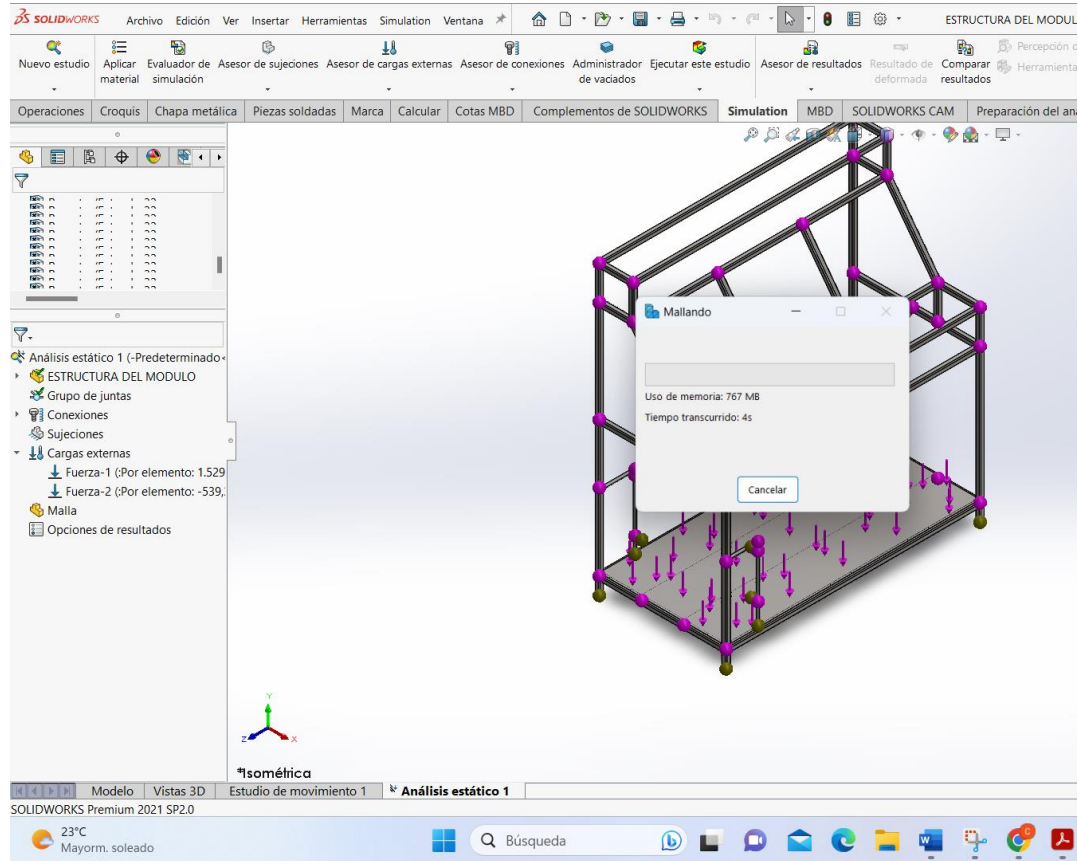 SOLIDWORKS Archivo Edición Ver Insertar Herramientas Simulation Ventana ESTRUCTURA DEL MODUL
Nuevo estudio Aplicar material Evaluador de simulación Asesor de sujeciones Asesor de cargas externas Asesor de conexiones Administrador de vaciados Ejecutar este estudio Asesor de resultados Resultado de deformada Comparar resultados Percepción Herramienta
Operaciones Croquis Chapa metálica Piezas soldadas Marca Calcular Cotas MBD Complementos de SOLIDWORKS Simulation MBD SOLIDWORKS CAM Preparación del aná
Análisis estático 1 (-Predeterminado<
ESTRUCTURA DEL MODULO
Grupo de juntas
Conexiones
Sujeciones
Cargas externas
Fuerza-1 (:Por elemento: 1.529
Fuerza-2 (:Por elemento: -539,
Malla
Opciones de resultados
Mallando
Uso de memoria: 767 MB
Tiempo transcurrido: 4s
Cancelar
Y
Z X
*Isométrica
Modelo Vistas 3D Estudio de movimiento 1 Análisis estático 1
SOLIDWORKS Premium 2021 SP2.0
23°C
Mayorm. soleado
Búsqueda